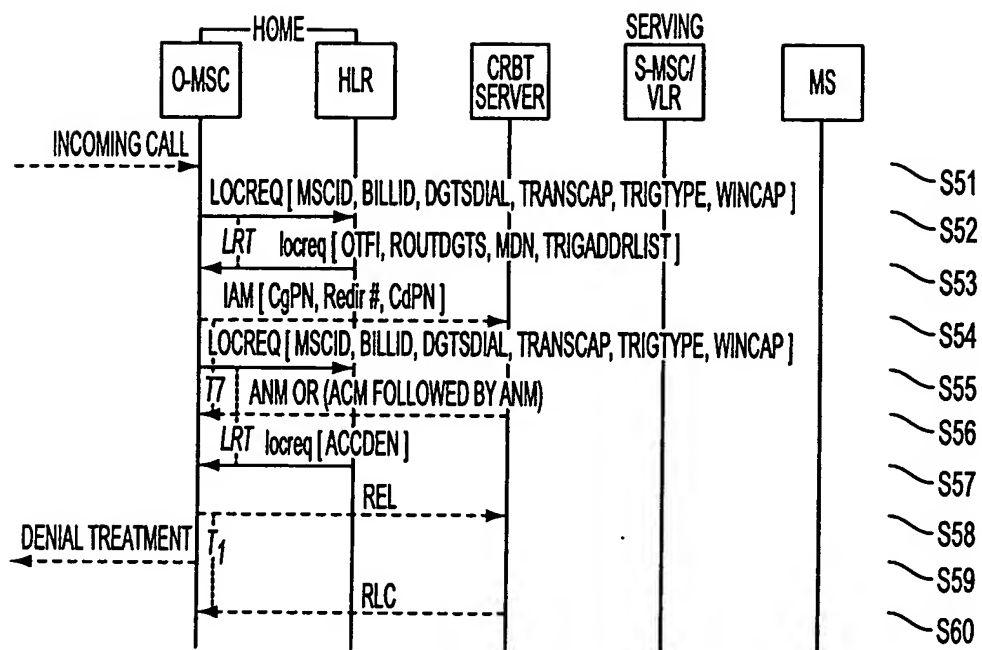 HOME
SERVING
O-MSC
HLR
CRBT
SERVER
S-MSC/
VLR
MS
INCOMING CALL
S51
LOCREQ [ MSCID, BILLID, DGTSDIAL, TRANSCAP, TRIGTYPE, WINCAP ]
S52
LRT locreq [ OTFI, ROUTDGTS, MDN, TRIGADDRLIST ]
S53
IAM [ CgPN, Redir #, CdPN ]
S54
LOCREQ [ MSCID, BILLID, DGTSDIAL, TRANSCAP, TRIGTYPE, WINCAP ]
S55
T7 ANM OR (ACM FOLLOWED BY ANM)
S56
LRT locreq [ ACCDEN ]
S57
REL
S58
DENIAL TREATMENT T1
S59
RLC
S60